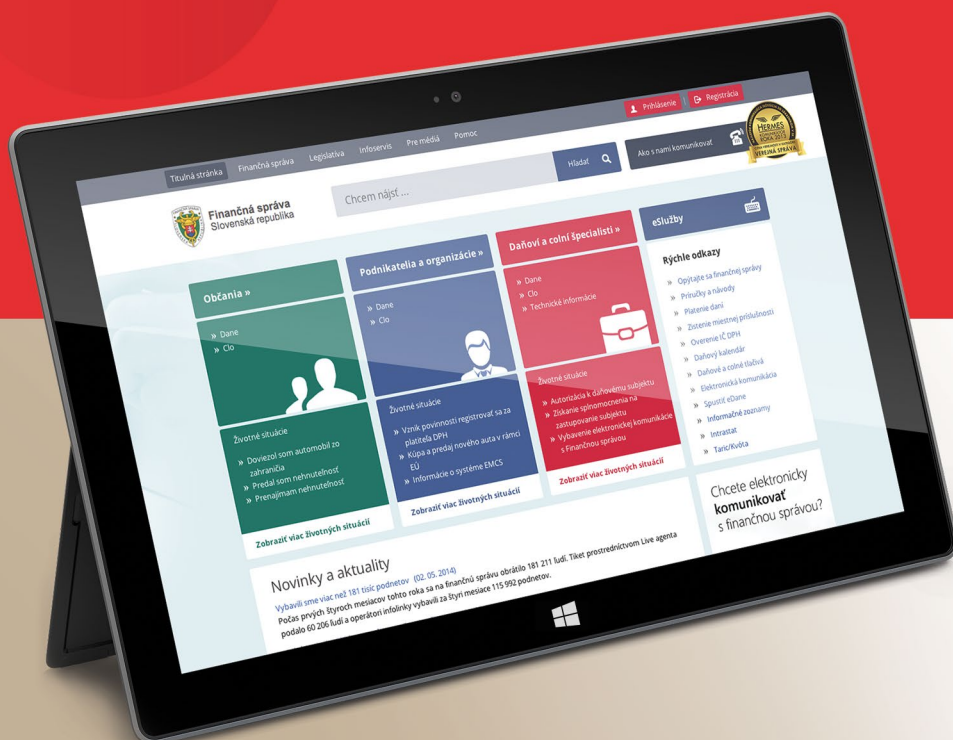 Titulná stránka Finančná správa Legislatíva Infoservis Pre médiá Pomoc Prihlásenie Registrácia
Finančná správa
Slovenská republika
Chcem nájsť ...
Hľadať
Ako s nami komunikovať
HERMES
ROKA 2013
VEREJNÁ SPRÁVA
Občania »
» Dane
» Clo
Životné situácie
» Doviezol som automobil zo
zahraničia
» Predal som nehnuteľnosť
» Prenajímam nehnuteľnosť
Zobraziť viac životných situácií
Podnikatelia a organizácie »
» Dane
» Clo
Životné situácie
» Vznik povinnosti registrovať sa za
platiteľa DPH
» Kúpa a predaj nového auta v rámci
EÚ
» Informácie o systéme EMCS
Zobraziť viac životných situácií
Daňoví a colní špecialisti »
» Dane
» Clo
» Technické informácie
Životné situácie
» Autorizácia k daňovému subjektu
» Získanie splnomocnenia na
zastupovanie subjektu
» Vybavenie elektronickej komunikácie
s Finančnou správou
Zobraziť viac životných situácií
eSlužby
Rýchle odkazy
» Opýtajte sa finančnej správy
» Príručky a návody
» Platenie daní
» Zistenie miestnej príslušnosti
» Overenie IČ DPH
» Daňový kalendár
» Daňové a colné tlačivá
» Elektronická komunikácia
» Spustiť eDane
» Informačné zoznamy
» Intrastat
» Taric/Kvóta
Chcete elektronicky
komunikovať
s finančnou správou?
Novinky a aktuality
Vybavili sme viac než 181 tisíc podnetov (02. 05. 2014)
Počas prvých štyroch mesiacov tohto roka sa na finančnú správu obrátilo 181 211 ľudí. Tiket prostredníctvom Live agenta
podalo 60 206 ľudí a operátori infolinky vybavili za štyri mesiace 115 992 podnetov.